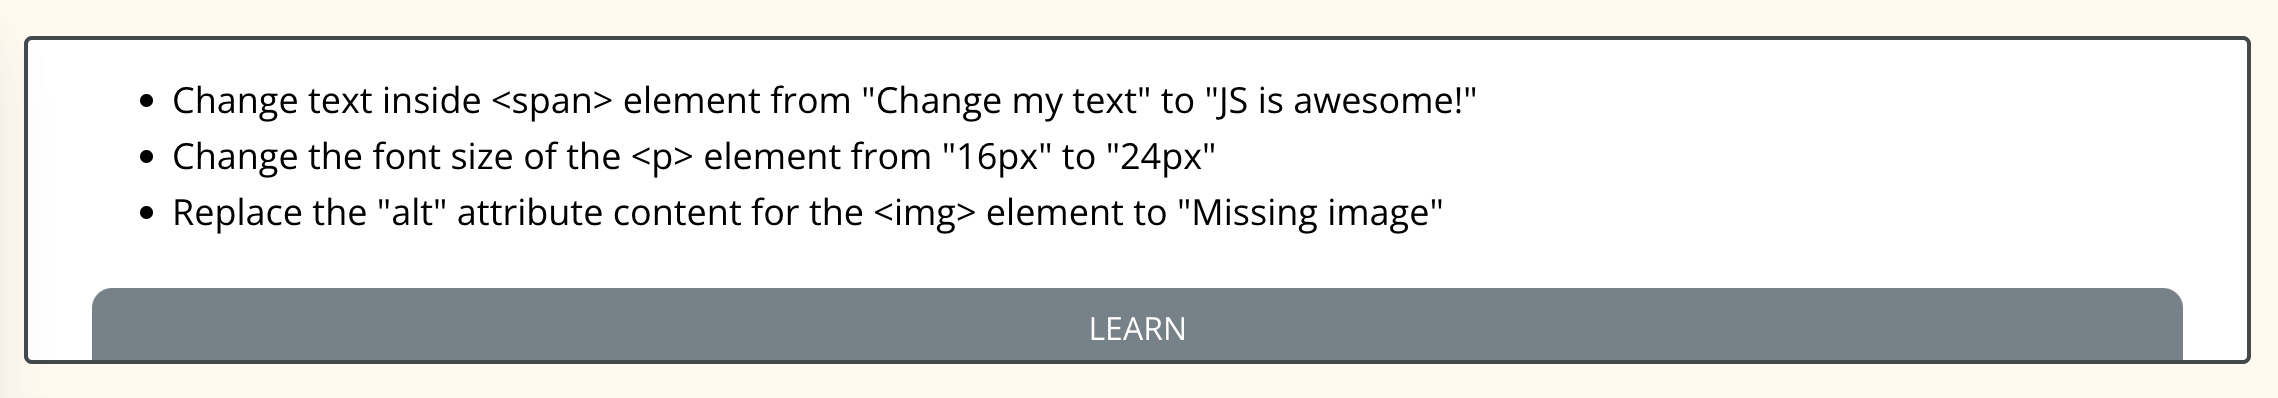 • Change text inside <span> element from "Change my text" to "JS is awesome!"
• Change the font size of the <p> element from "16px" to "24px"
• Replace the "alt" attribute content for the <img> element to "Missing image"
LEARN